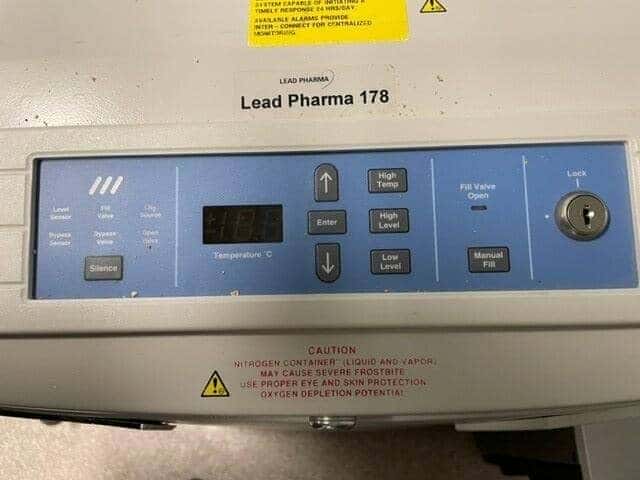 SYSTEM CAPABLE OF INITIATING A
TIMELY RESPONSE 24 HRS/DAY.
AVAILABLE ALARMS PROVIDE
INTER - CONNECT FOR CENTRALIZED
MONITORING.
LEAD PHARMA
Lead Pharma 178
Level Sensor
Fill Valve
Source
Bypass Sensor
Bypass Valve
Open Valve
Silence
Temperature °C
Enter
High Temp
High Level
Low Level
Fill Valve Open
Manual Fill
Lock
CAUTION
NITROGEN CONTAINER" (LIQUID AND VAPOR)
MAY CAUSE SEVERE FROSTBITE
USE PROPER EYE AND SKIN PROTECTION
OXYGEN DEPLETION POTENTIAL